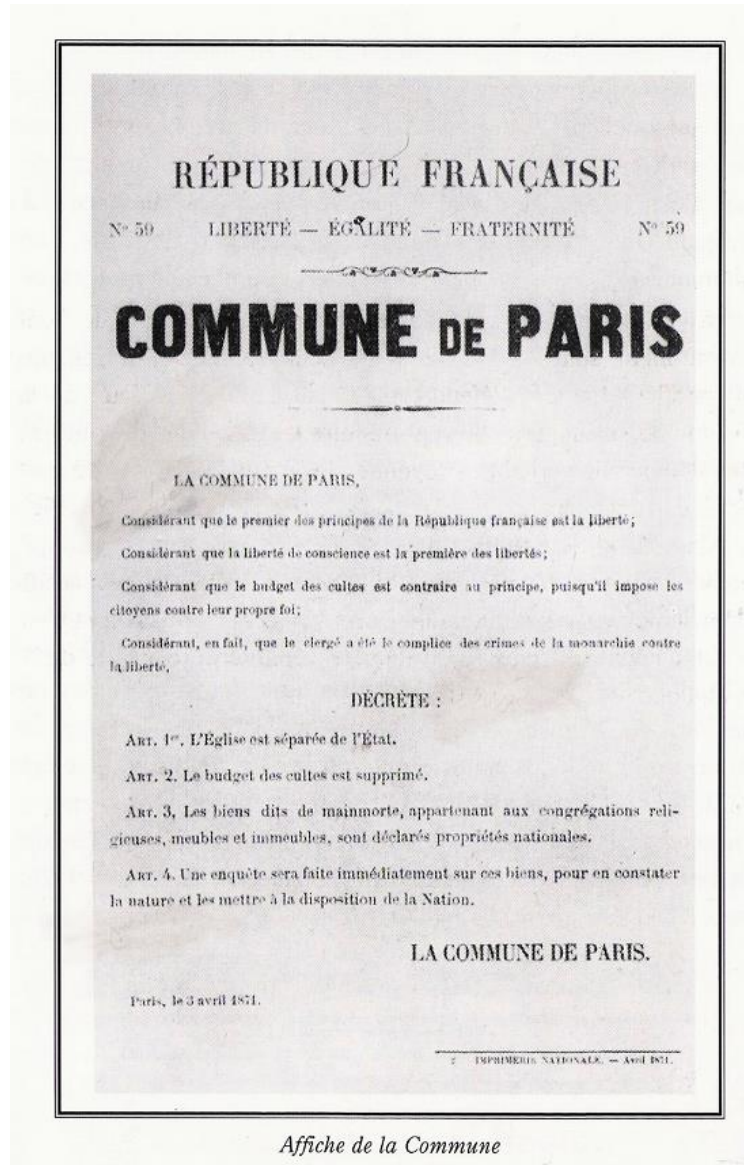 RÉPUBLIQUE FRANÇAISE
No 59 LIBERTÉ — ÉGALITÉ — FRATERNITÉ No 59
COMMUNE DE PARIS
LA COMMUNE DE PARIS,
Considérant que le premier des principes de la République française est la liberté;
Considérant que la liberté de conscience est la première des libertés;
Considérant que le budget des cultes est contraire au principe, puisqu'il impose les
citoyens contre leur propre foi;
Considérant, en fait, que le clergé a été le complice des crimes de la monarchie contre
la liberté,
DÉCRÈTE :
ART. 1er. L'Église est séparée de l'État.
ART. 2. Le budget des cultes est supprimé.
ART. 3. Les biens dits de mainmorte, appartenant aux congrégations reli-
gieuses, meubles et immeubles, sont déclarés propriétés nationales.
ART. 4. Une enquête sera faite immédiatement sur ces biens, pour en constater
la nature et les mettre à la disposition de la Nation.
LA COMMUNE DE PARIS.
Paris, le 3 avril 1871.
2 IMPRIMERIE NATIONALE. — Avril 1871.
Affiche de la Commune